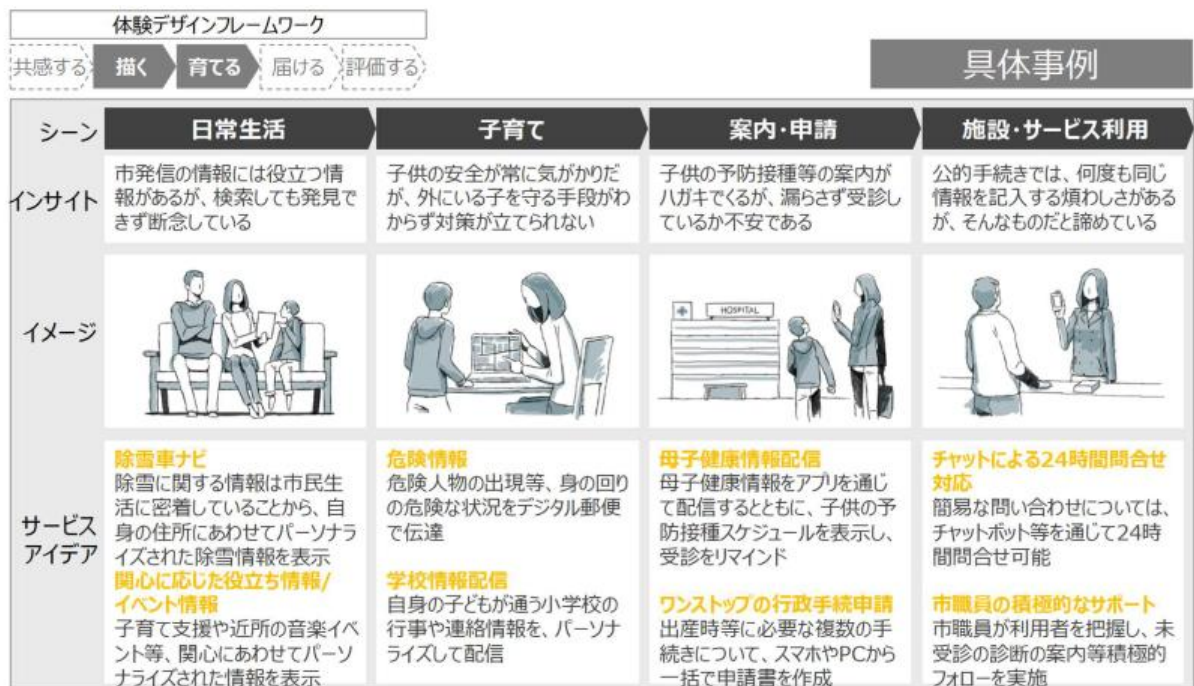 体験デザインフレームワーク
共感する
描く
育てる
届ける
評価する
具体事例
シーン
日常生活
子育て
案内・申請
施設・サービス利用
インサイト
市発信の情報には役立つ情
報があるが、検索しても発見で
きず断念している
子供の安全が常に気がかりだ
が、外にいる子を守る手段がわ
からず対策が立てられない
子供の予防接種等の案内が
ハガキでくるが、漏らさず受診し
ているか不安である
公的手続きでは、何度も同じ
情報を記入する煩わしさがある
が、そんなものだと諦めている
イメージ
HOSPITAL
サービス
アイデア
除雪車ナビ
除雪に関する情報は市民生
活に密着していることから、自
身の住所にあわせてパーソナラ
イズされた除雪情報を表示
関心に応じた役立ち情報/
イベント情報
子育て支援や近所の音楽イベ
ント等、関心にあわせてパーソ
ナライズされた情報を表示
危険情報
危険人物の出現等、身の回り
の危険な状況をデジタル郵便
で伝達
学校情報配信
自身の子どもが通う小学校の
行事や連絡情報を、パーソナ
ライズして配信
母子健康情報配信
母子健康情報をアプリを通じ
て配信するとともに、子供の予
防接種スケジュールを表示し、
受診をリマインド
ワンストップの行政手続申請
出産時等に必要な複数の手
続きについて、スマホやPCから
一括で申請書を作成
チャットによる24時間問合せ
対応
簡易な問い合わせについては、
チャットボット等を通じて24時
間問合せ可能
市職員の積極的なサポート
市職員が利用者を把握し、未
受診の診断の案内等積極的
フォローを実施